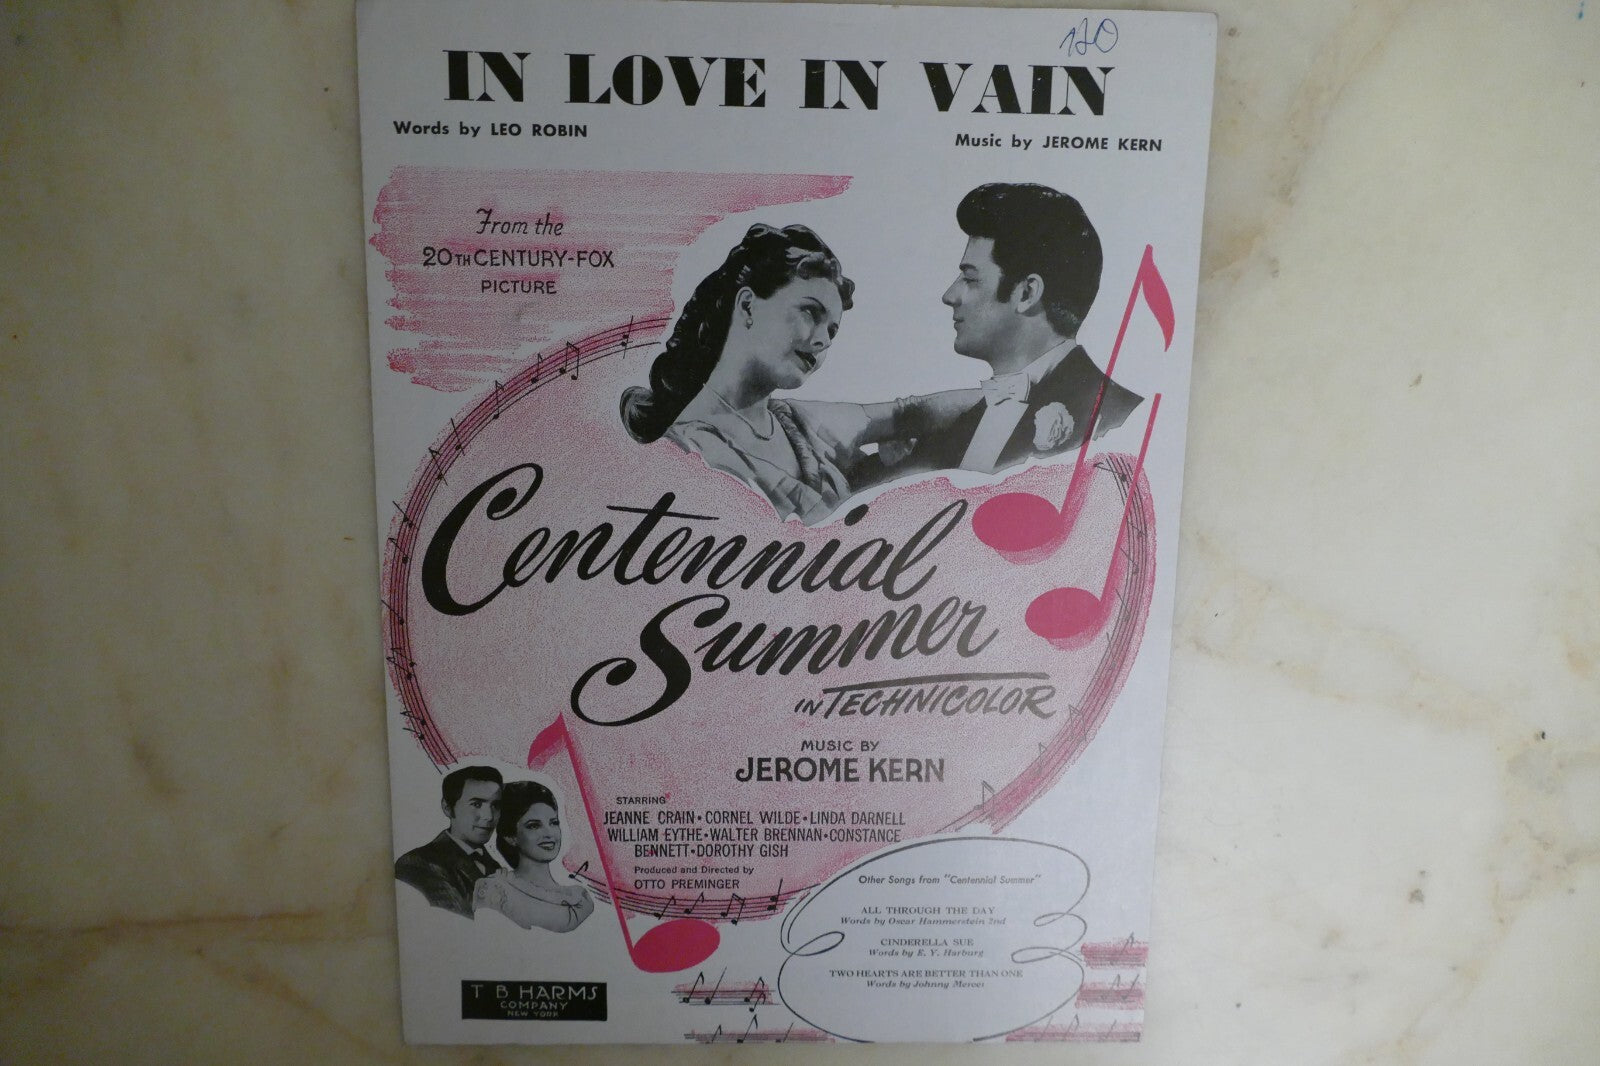 120
IN LOVE IN VAIN
Words by LEO ROBIN
Music by JEROME KERN
From the
20TH CENTURY-FOX
PICTURE
Centennial
Summer
IN TECHNICOLOR
MUSIC BY
JEROME KERN
STARRING
JEANNE CRAIN • CORNEL WILDE • LINDA DARNELL
WILLIAM EYTHE • WALTER BRENNAN • CONSTANCE
BENNETT • DOROTHY GISH
Produced and Directed by
OTTO PREMINGER
Other Songs from "Centennial Summer"
ALL THROUGH THE DAY
Words by Oscar Hammerstein 2nd
CINDERELLA SUE
Words by E. Y. Harburg
TWO HEARTS ARE BETTER THAN ONE
Words by Johnny Mercer
T B HARMS
COMPANY
NEW YORK